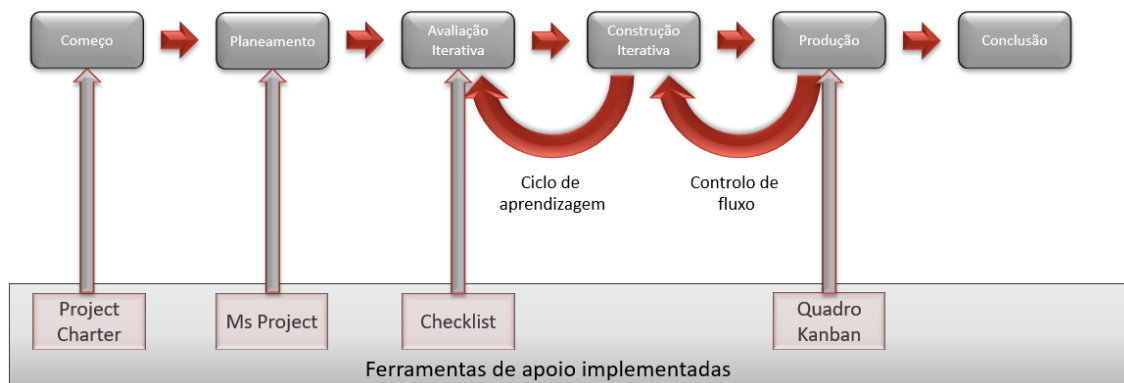 Começo
Planeamento
Avaliação
Iterativa
Construção
Iterativa
Produção
Conclusão
Ciclo de
aprendizagem
Controlo de
fluxo
Project
Charter
Ms Project
Checklist
Quadro
Kanban
Ferramentas de apoio implementadas